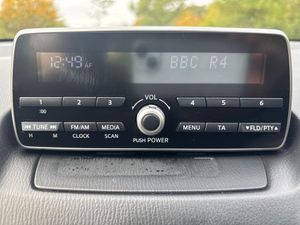 12:49 AF BBC R4
1 2 3 VOL 4 5 6
:00
TUNE FM/AM MEDIA MENU TA ▼FLD/PTY▲
H M CLOCK SCAN PUSH POWER